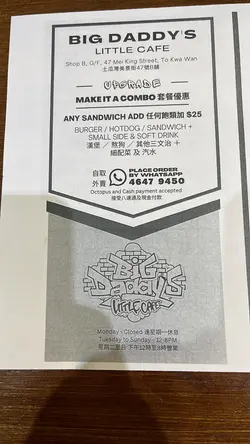 BIG DADDY'S
LITTLE CAFE
Shop B, G/F, 47 Mei King Street, To Kwa Wan
土瓜灣美景街47號B舖
UPGRADE
MAKE IT A COMBO 套餐優惠
ANY SANDWICH ADD 任何飽類加 $25
BURGER / HOTDOG / SANDWICH +
SMALL SIDE & SOFT DRINK
漢堡 / 熱狗 / 其他三文治 +
細配菜 及 汽水
自取
外賣
PLACE ORDER
BY WHATSAPP
4647 9450
Octopus and Cash payment accepted
接受八達通及現金付款
BIG
DADDY'S
LITTLE CAFE
Monday - Closed 逢星期一休息
Tuesday to Sunday - 12-8PM
星期二至日 下午12時至8時營業